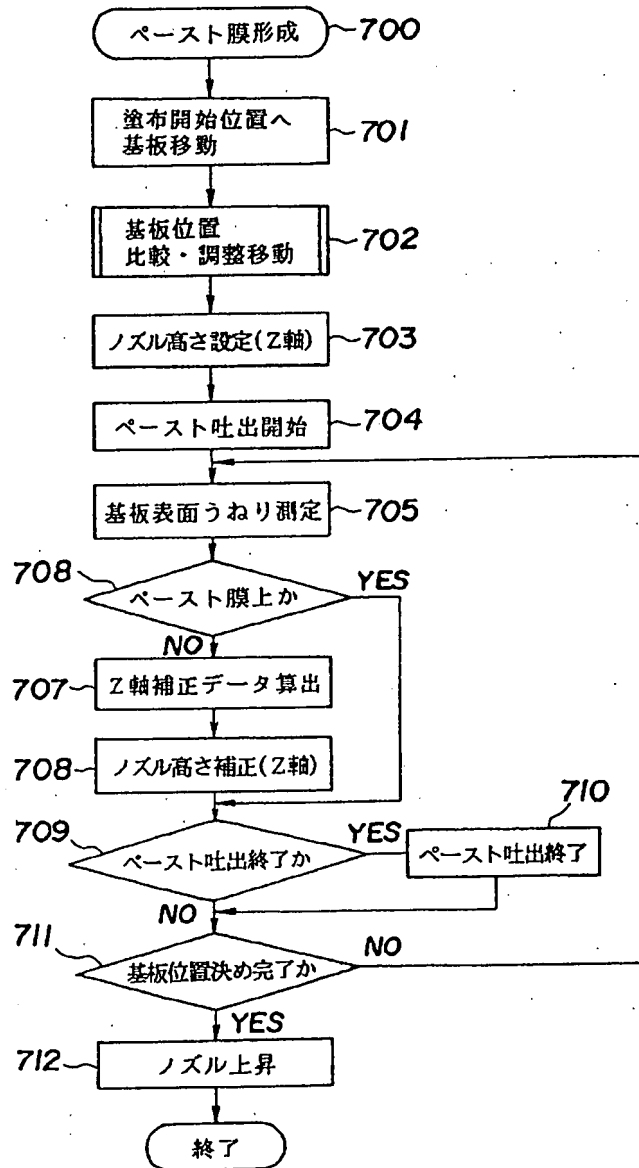 ペースト膜形成
700
塗布開始位置へ
基板移動
701
基板位置
比較・調整移動
702
ノズル高さ設定(Z軸)
703
ペースト吐出開始
704
基板表面うねり測定
705
708
ペースト膜上か
YES
NO
707
Z軸補正データ算出
708
ノズル高さ補正(Z軸)
709
ペースト吐出終了か
YES
710
ペースト吐出終了
NO
711
基板位置決め完了か
NO
YES
712
ノズル上昇
終了